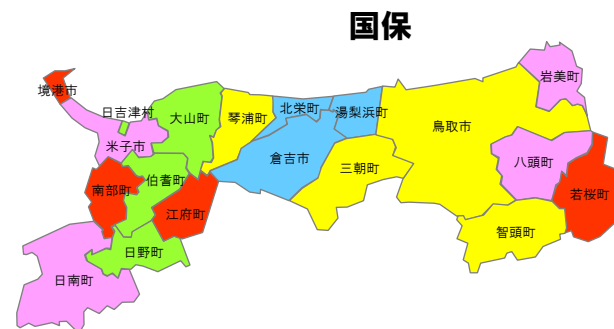 国保
境港市
日吉津村
米子市
大山町
琴浦町
北栄町
湯梨浜町
鳥取市
岩美町
倉吉市
三朝町
八頭町
若桜町
南部町
伯耆町
江府町
智頭町
日野町
日南町